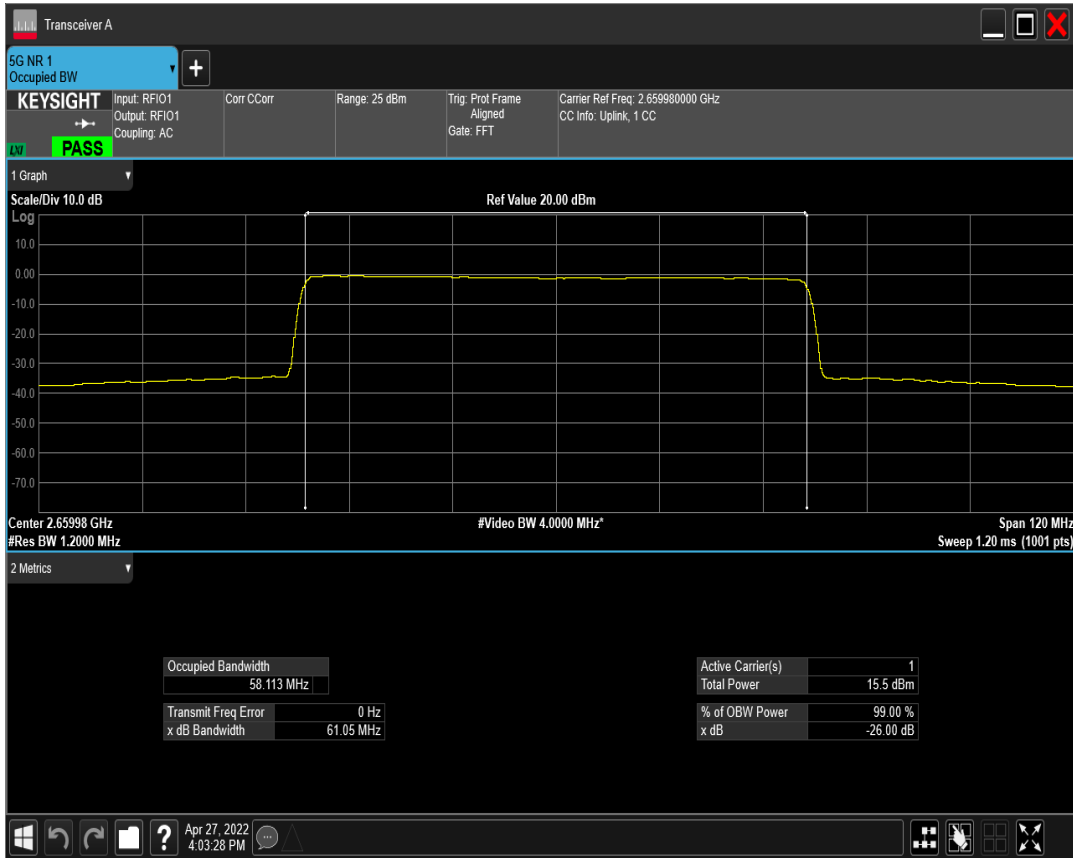 Transceiver A
5G NR 1
Occupied BW
+
KEYSIGHT
LXI
PASS
Input: RFIO1
Output: RFIO1
Coupling: AC
Corr CCorr
Range: 25 dBm
Trig: Prot Frame
Aligned
Gate: FFT
Carrier Ref Freq: 2.659980000 GHz
CC Info: Uplink, 1 CC
1 Graph
Scale/Div 10.0 dB
Ref Value 20.00 dBm
Log
10.0
0.00
-10.0
-20.0
-30.0
-40.0
-50.0
-60.0
-70.0
Center 2.65998 GHz
#Video BW 4.0000 MHz*
Span 120 MHz
#Res BW 1.2000 MHz
Sweep 1.20 ms (1001 pts)
2 Metrics
Occupied Bandwidth
58.113 MHz
Transmit Freq Error 0 Hz
x dB Bandwidth 61.05 MHz
Active Carrier(s) 1
Total Power 15.5 dBm
% of OBW Power 99.00 %
x dB -26.00 dB
?
Apr 27, 2022
4:03:28 PM